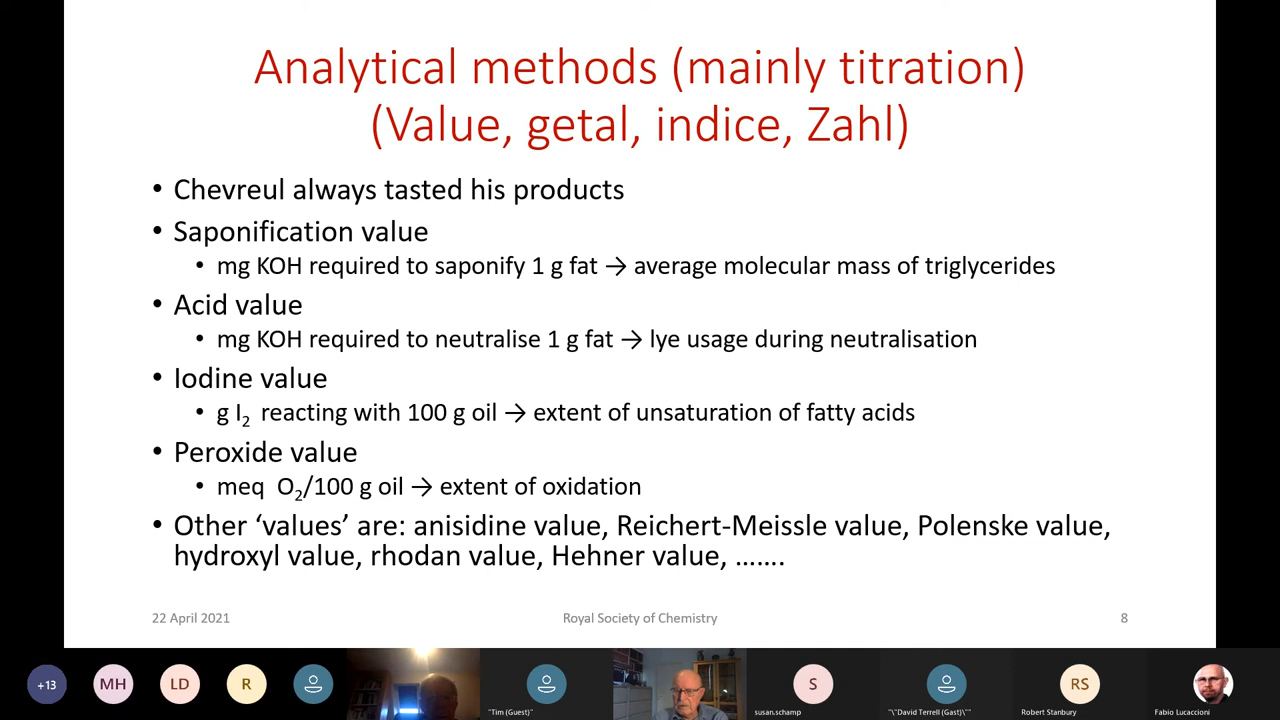 Analytical methods (mainly titration)
(Value, getal, indice, Zahl)
• Chevreul always tasted his products
• Saponification value
• mg KOH required to saponify 1 g fat → average molecular mass of triglycerides
• Acid value
• mg KOH required to neutralise 1 g fat → lye usage during neutralisation
• Iodine value
• g I₂ reacting with 100 g oil → extent of unsaturation of fatty acids
• Peroxide value
• meq O₂/100 g oil → extent of oxidation
• Other ‘values’ are: anisidine value, Reichert-Meissle value, Polenske value,
hydroxyl value, rhodan value, Hehner value, …….
22 April 2021
Royal Society of Chemistry
8
+13
MH
LD
R
"Tim (Guest)"
S
susan.schamp
"\"David Terrell (Gast)\""
RS
Robert Stanbury
Fabio Lucaccioni